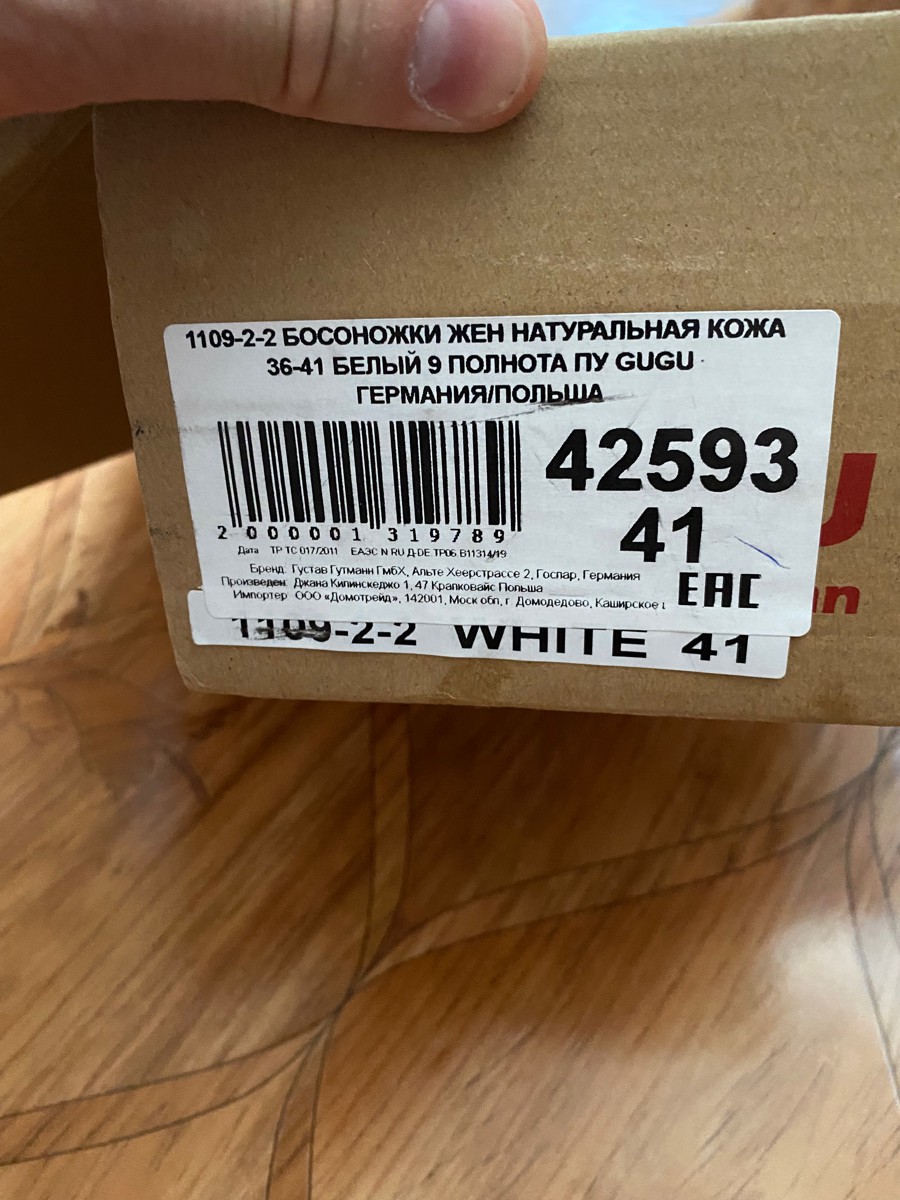 1109-2-2 БОСОНОЖКИ ЖЕН НАТУРАЛЬНАЯ КОЖА
36-41 БЕЛЫЙ 9 ПОЛНОТА ПУ GUGU
ГЕРМАНИЯ/ПОЛЬША
42593
41
2 000001 319789
Дата ТР ТС 017/2011 ЕАЭС N RU Д-DE.ТР06.В11314/19
Бренд: Густав Гутманн ГмбХ, Альте Хеерстрассе 2, Гослар, Германия
Произведен: Джана Килинскеджо 1, 47 Крапковайс Польша
Импортер: ООО «Домотрейд», 142001, Моск обл, г. Домодедово, Каширское
EAC
1109-2-2 WHITE 41